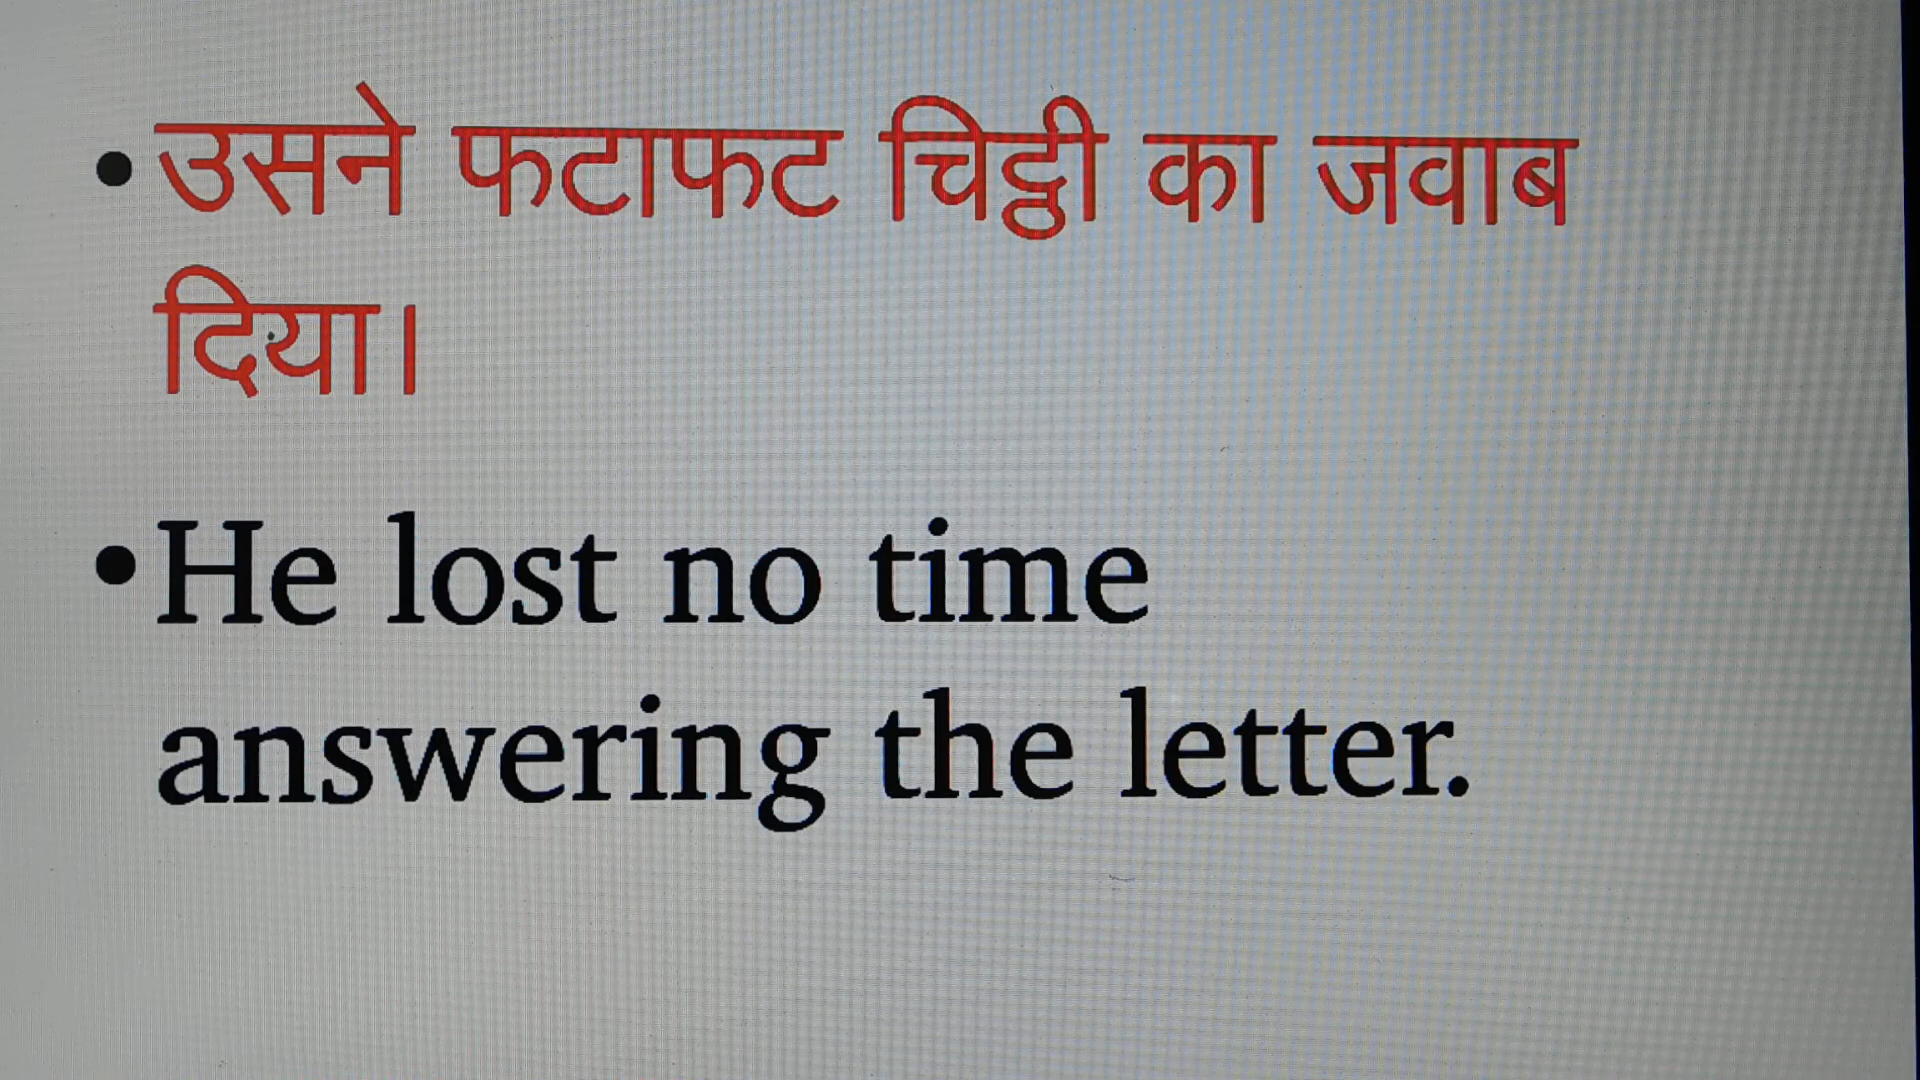 • उसने फटाफट चिट्ठी का जवाब
दिया।
• He lost no time
answering the letter.